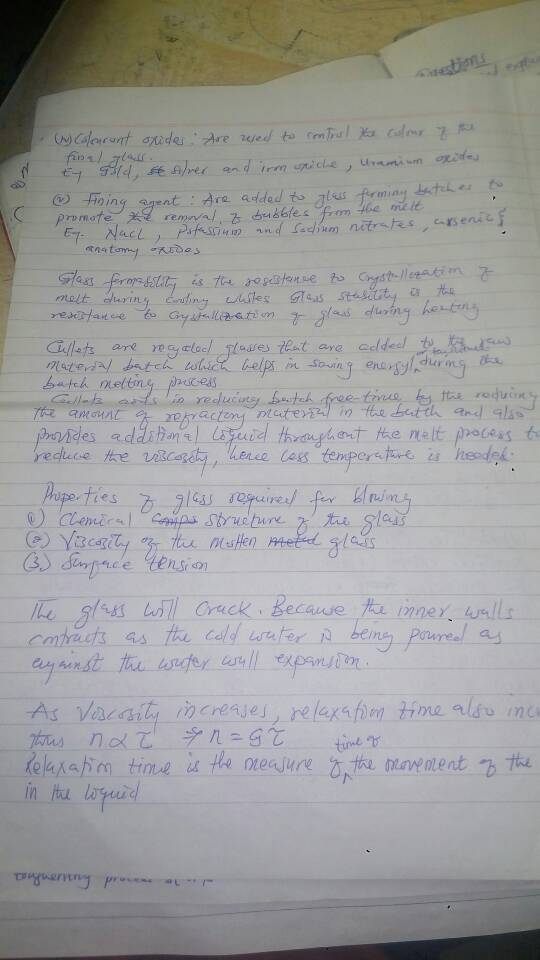 Questions
(iv) Colourant oxides : Are used to control the colour of the
final glass.
Eg Gold, Silver and iron oxide, Uranium oxides
(v) Fining agent : Are added to glass forming batches to
promote the removal of bubbles from the melt
Eg. Nacl, Potassium and Sodium nitrates, arsenic &
anatomy oxides
Glass formability is the resistance to Crystallization of
melt during cooling whiles Glass stability is the
resistance to Crystallization of glass during heating
Cullets are recycled glasses that are added to the raw
material batch which helps in saving energy during the
batch melting process
Cullets aids in reducing batch free-time by the reducing
the amount of refractory material in the batch and also
provides additional liquid throughout the melt process to
reduce the viscosity, hence less temperature is needed.
Properties of glass required for blowing
(1) Chemical structure of the glass
(2) Viscosity of the molten glass
(3.) Surface tension
The glass will crack. Because the inner walls
contracts as the cold water is being poured as
against the outer wall expansion.
As Viscosity increases, relaxation time also
thus η ∝ τ ⇒ η = Gτ
Relaxation time is the measure of time of the movement of the
in the liquid